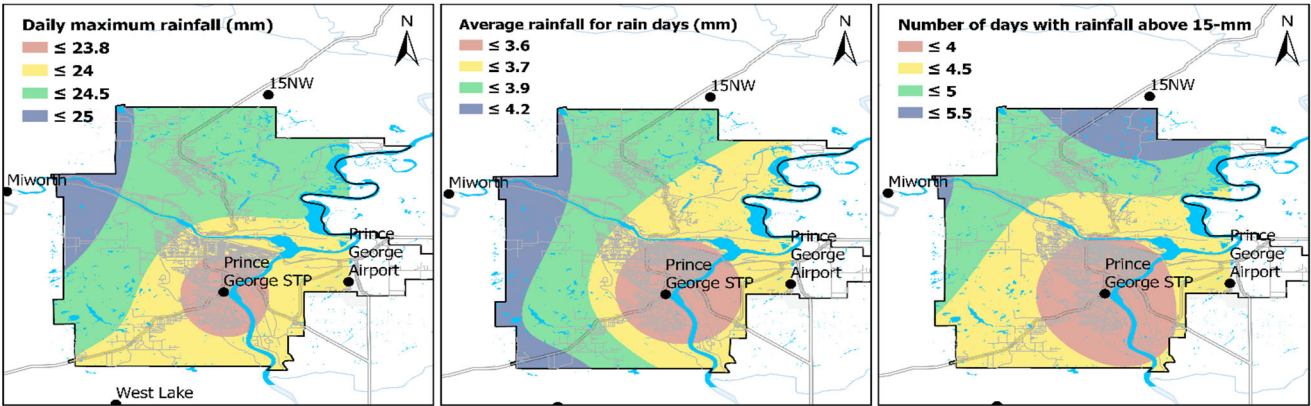 Daily maximum rainfall (mm)
≤ 23.8
≤ 24
≤ 24.5
≤ 25
N
15NW
Miworth
Prince
George
Airport
Prince
George STP
West Lake
Average rainfall for rain days (mm)
≤ 3.6
≤ 3.7
≤ 3.9
≤ 4.2
N
15NW
Miworth
Prince
George
Airport
Prince
George STP
Number of days with rainfall above 15-mm
≤ 4
≤ 4.5
≤ 5
≤ 5.5
N
15NW
Miworth
Prince
George
Airport
Prince
George STP